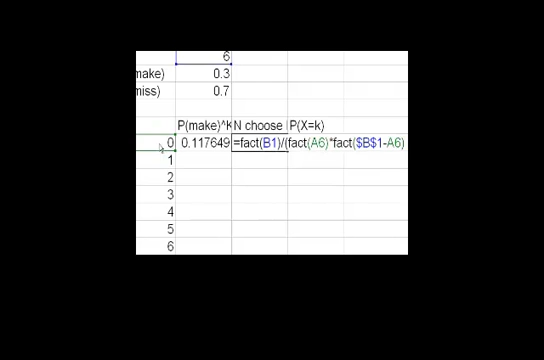 6
make) 0.3
miss) 0.7
P(make)^K N choose P(X=k)
0 0.117649 =fact(B1)/(fact(A6)*fact($B$1-A6)
1
2
3
4
5
6